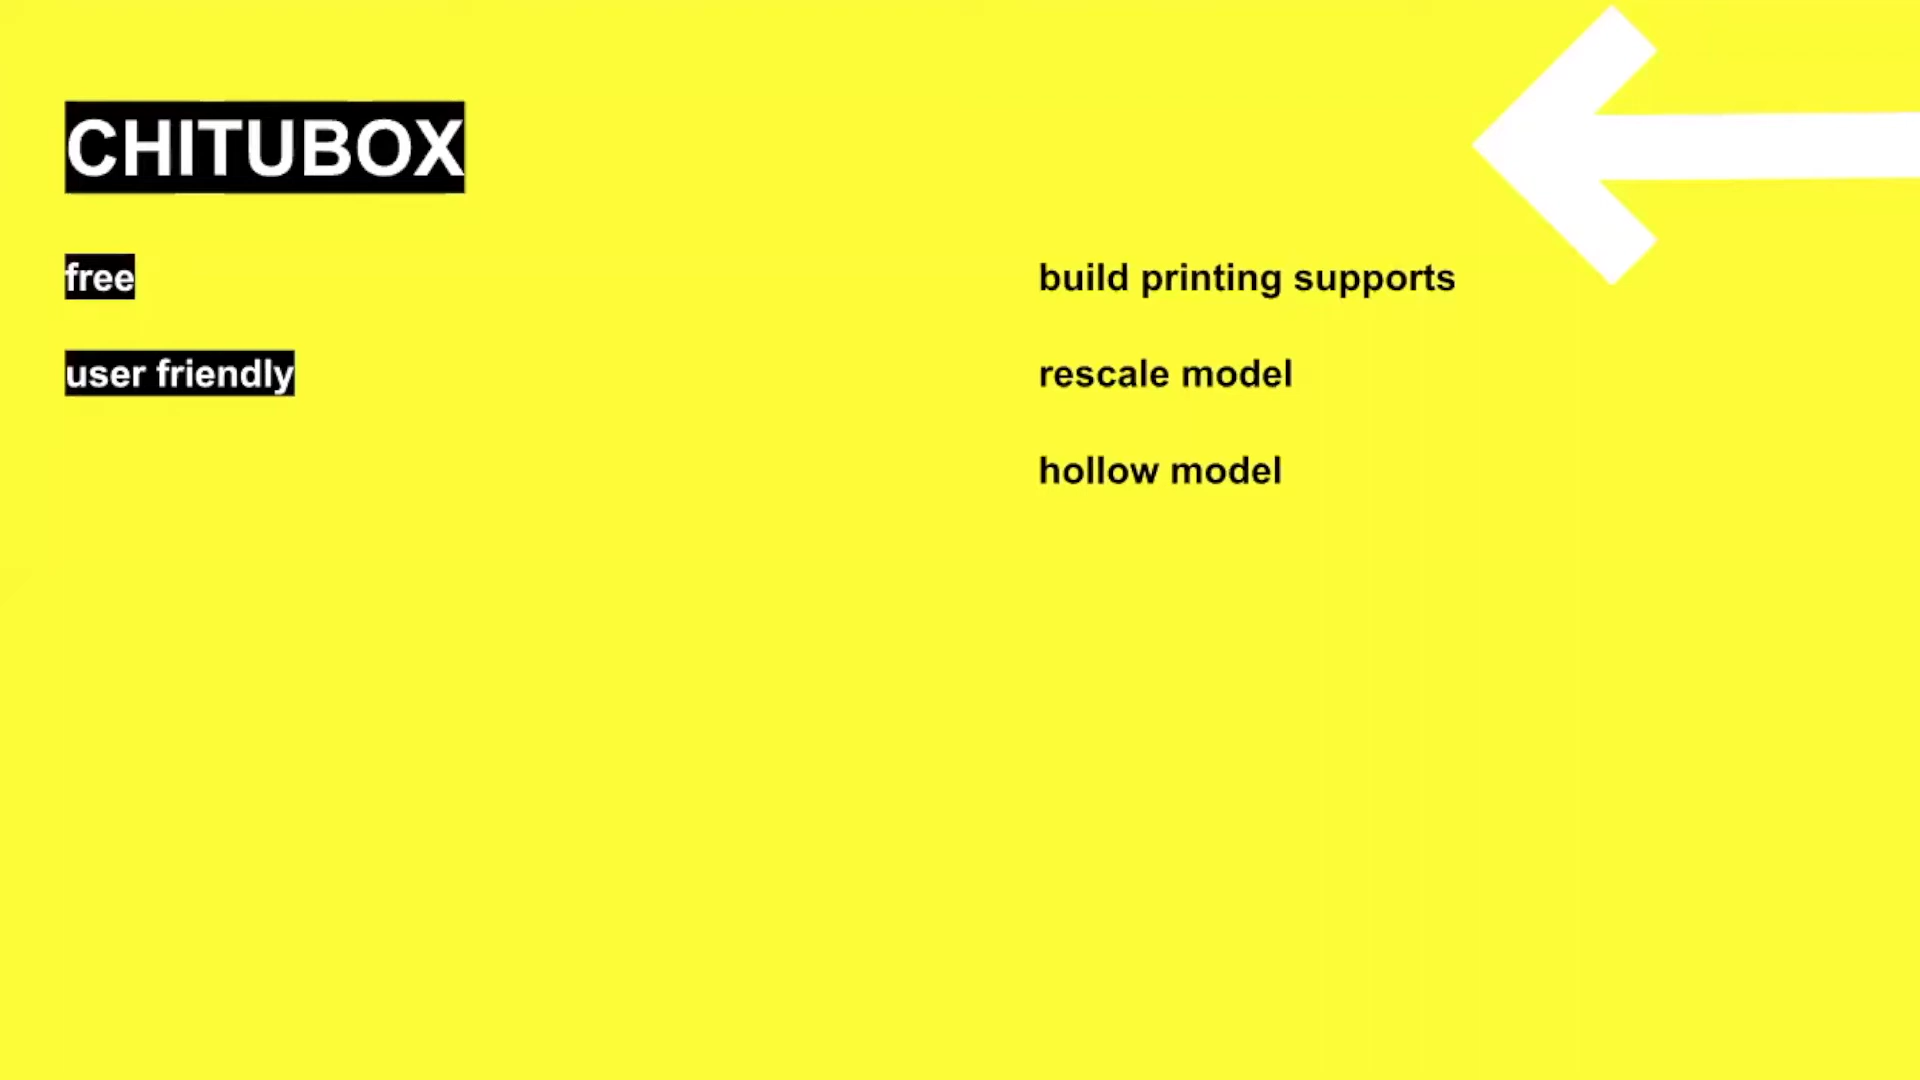 CHITUBOX
free
user friendly
build printing supports
rescale model
hollow model